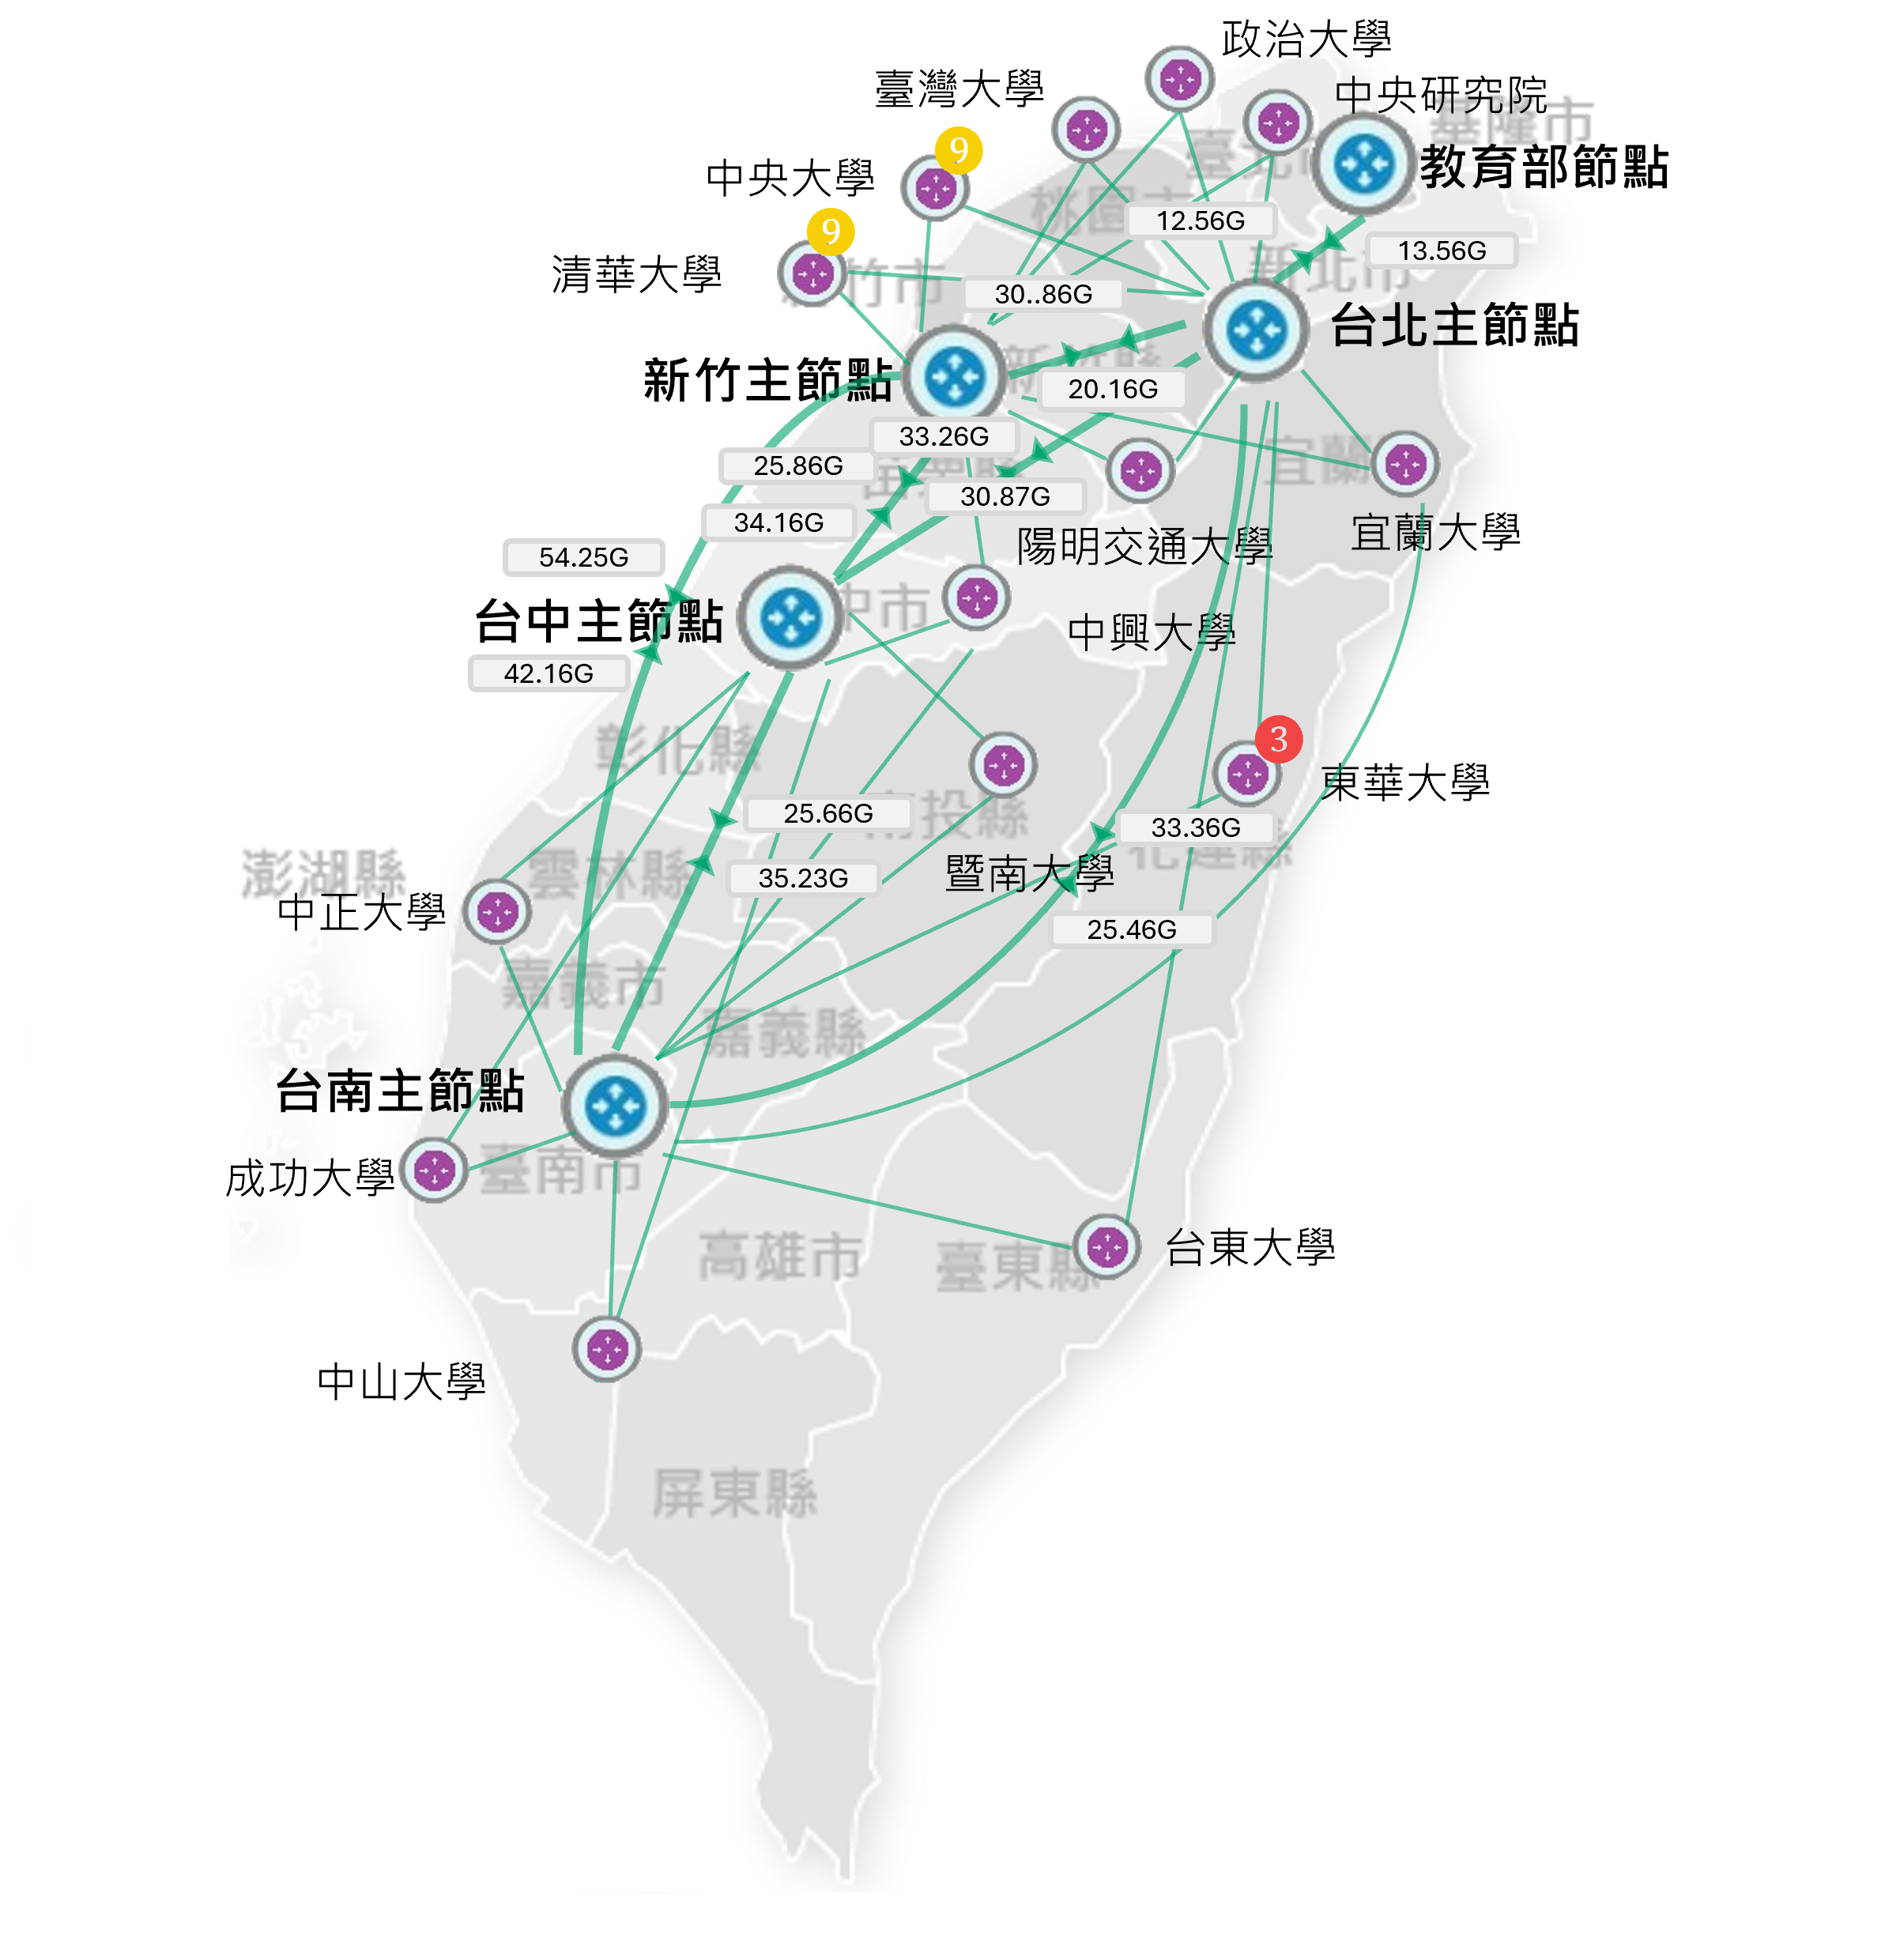 政治大學
臺灣大學
中央研究院
基隆市
9
中央大學
教育部節點
桃園市
12.56G
9
清華大學
13.56G
新北市
30..86G
台北主節點
新竹主節點
20.16G
33.26G
25.86G
宜蘭
30.87G
34.16G
陽明交通大學
宜蘭大學
54.25G
台中主節點
中市
中興大學
42.16G
彰化縣
3
東華大學
25.66G
南投縣
33.36G
花蓮縣
澎湖縣
雲林縣
35.23G
暨南大學
中正大學
25.46G
嘉義市
嘉義縣
台南主節點
成功大學
臺南市
高雄市
臺東縣
台東大學
中山大學
屏東縣